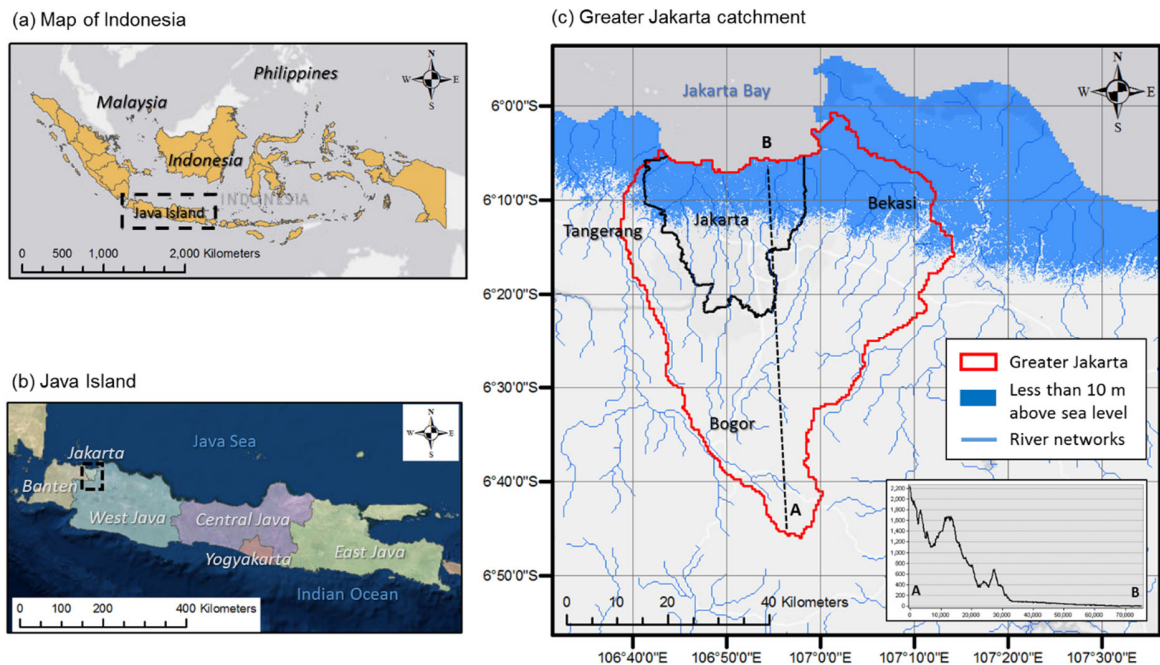 (a) Map of Indonesia
N
W E
S
Philippines
Malaysia
Indonesia
INDONESIA
Java Island
0 500 1,000 2,000 Kilometers
(b) Java Island
N
W E
S
Java Sea
Jakarta
Banten
West Java
Central Java
Yogyakarta
East Java
Indian Ocean
0 100 200 400 Kilometers
(c) Greater Jakarta catchment
N
W E
S
Jakarta Bay
6°0'0"S
B
6°10'0"S
Bekasi
Jakarta
Tangerang
6°20'0"S
Greater Jakarta
Less than 10 m
above sea level
River networks
6°30'0"S
Bogor
6°40'0"S
A
6°50'0"S
0 10 20 40 Kilometers
2,200
2,000
1,800
1,600
1,400
1,200
1,000
800
600
400
200
0
A B
0 10,000 20,000 30,000 40,000 50,000 60,000 70,000
106°40'0"E 106°50'0"E 107°0'0"E 107°10'0"E 107°20'0"E 107°30'0"E